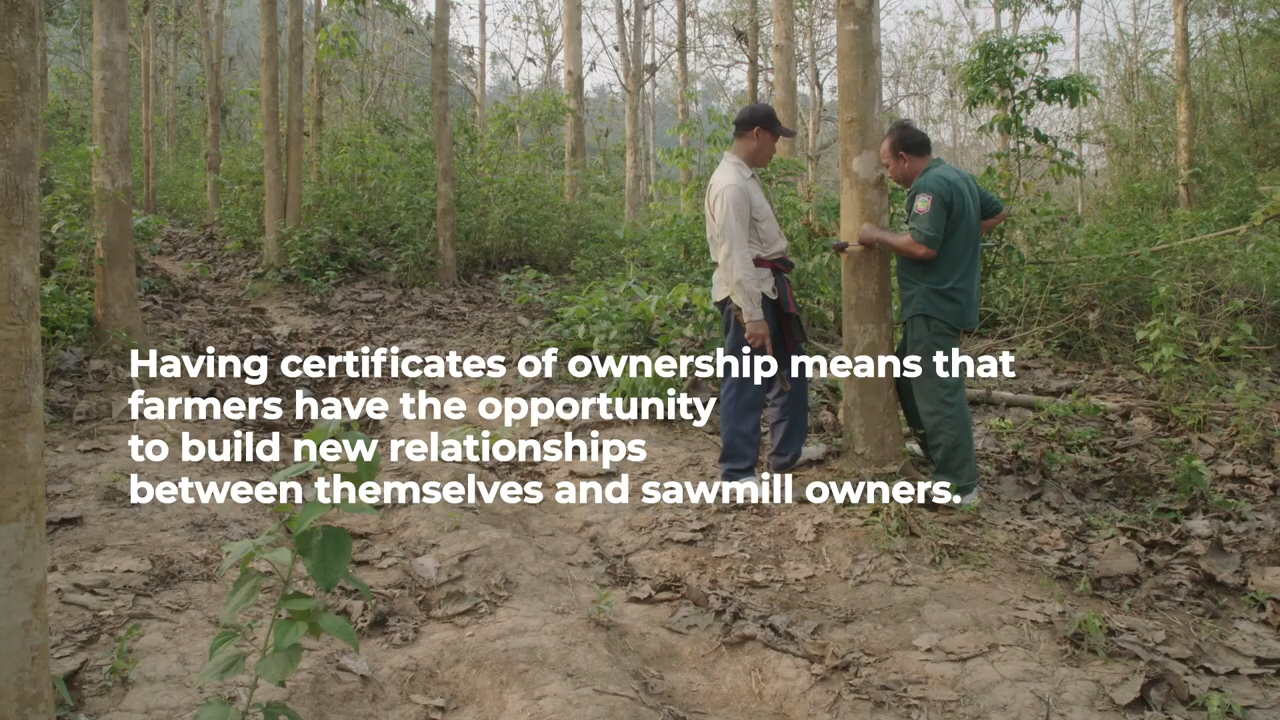 Having certificates of ownership means that
farmers have the opportunity
to build new relationships
between themselves and sawmill owners.